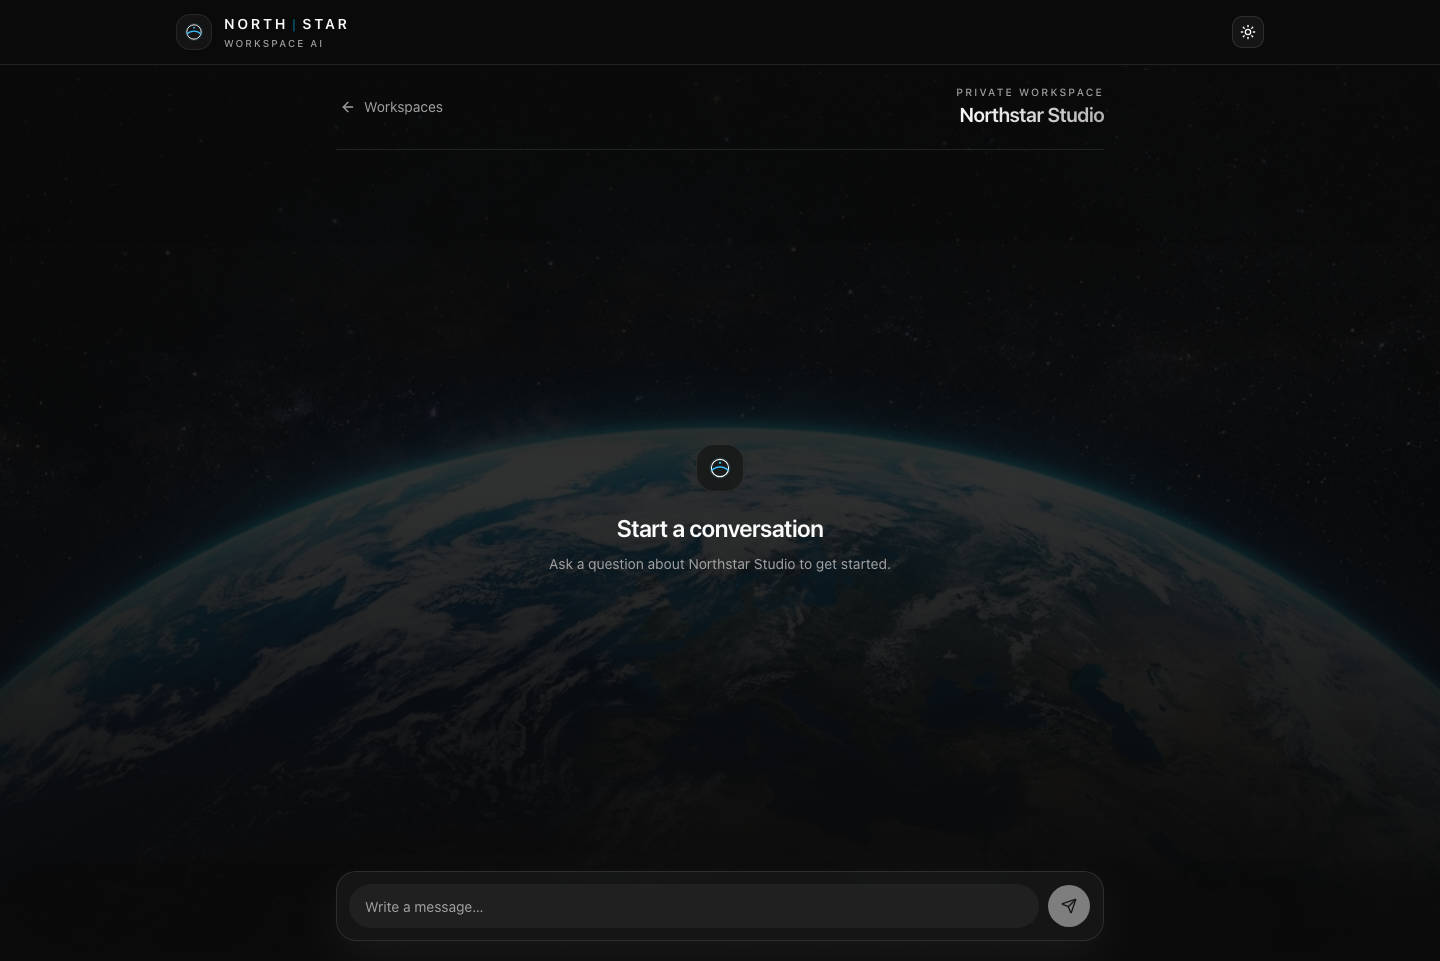 NORTH | STAR
WORKSPACE AI
Workspaces
PRIVATE WORKSPACE
Northstar Studio
Start a conversation
Ask a question about Northstar Studio to get started.
Write a message...